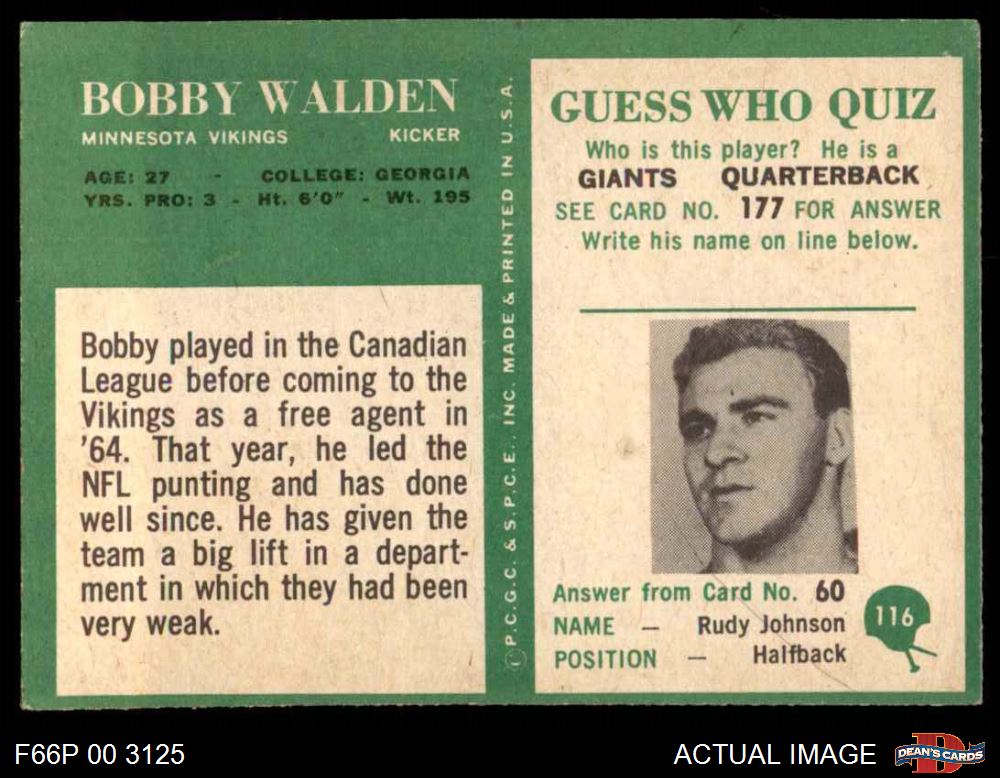 BOBBY WALDEN
MINNESOTA VIKINGS KICKER
AGE: 27 - COLLEGE: GEORGIA
YRS. PRO: 3 - Ht. 6'0" - Wt. 195
Bobby played in the Canadian
League before coming to the
Vikings as a free agent in
'64. That year, he led the
NFL punting and has done
well since. He has given the
team a big lift in a depart-
ment in which they had been
very weak.
© P.C.G.C. & S.P.C.E., INC. MADE & PRINTED IN U.S.A.
GUESS WHO QUIZ
Who is this player? He is a
GIANTS QUARTERBACK
SEE CARD NO. 177 FOR ANSWER
Write his name on line below.
Answer from Card No. 60
NAME — Rudy Johnson
POSITION — Halfback
116
F66P 00 3125
ACTUAL IMAGE
D
DEAN'S CARDS